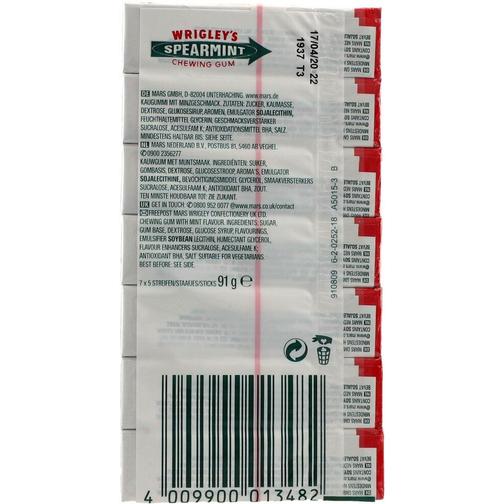 WRIGLEY'S
SPEARMINT
CHEWING GUM
17/04/2022
1937 T3
DE MARS GMBH, D-82004 UNTERHACHING. www.mars.de
KAUGUMMI MIT MINZGESCHMACK. ZUTATEN: ZUCKER, KAUMASSE,
DEXTROSE, GLUKOSESIRUP, AROMEN, EMULGATOR SOJALECITHIN,
FEUCHTHALTEMITTEL GLYCERIN, GESCHMACKSVERSTÄRKER
SUCRALOSE, ACESULFAM K; ANTIOXIDATIONSMITTEL BHA, SALZ.
MINDESTENS HALTBAR BIS: SIEHE SEITE.
NL MARS NEDERLAND B.V., POSTBUS 81, 5460 AB VEGHEL.
0900 2356277
KAUWGUM MET MUNTSMAAK. INGREDIËNTEN: SUIKER,
GOMBASIS, DEXTROSE, GLUCOSESTROOP, AROMA'S, EMULGATOR
SOJALECITHINE, BEVOCHTIGINGSMIDDEL GLYCEROL, SMAAKVERSTERKERS
SUCRALOSE, ACESULFAAM K; ANTIOXIDANT BHA, ZOUT.
TEN MINSTE HOUDBAAR TOT: ZIE ZIJKANT.
UK GET IN TOUCH 0800 952 0077 @www.mars.co.uk/contact
FREEPOST MARS WRIGLEY CONFECTIONERY UK LTD
CHEWING GUM WITH MINT FLAVOUR. INGREDIENTS: SUGAR,
GUM BASE, DEXTROSE, GLUCOSE SYRUP, FLAVOURINGS,
EMULSIFIER SOYBEAN LECITHIN, HUMECTANT GLYCEROL,
FLAVOUR ENHANCERS SUCRALOSE, ACESULFAME K;
ANTIOXIDANT BHA, SALT. SUITABLE FOR VEGETARIANS.
BEST BEFORE: SEE SIDE.
7 x 5 STREIFEN/STAAFJES/STICKS 91 g e
910809 6-2-0252-18 A5015-3 B
4 009900 013482